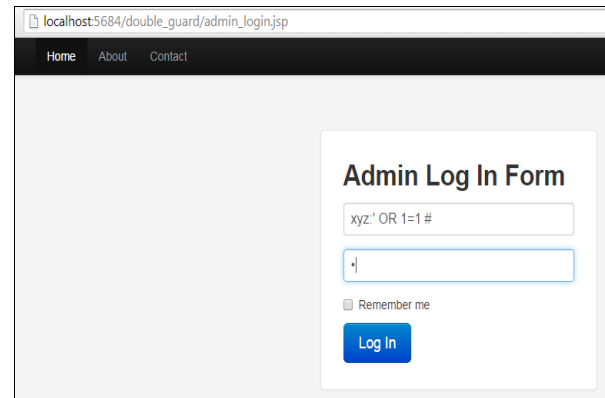 localhost:5684/double_guard/admin_login.jsp
Home About Contact
Admin Log In Form
xyz:' OR 1=1 #
•
Remember me
Log In